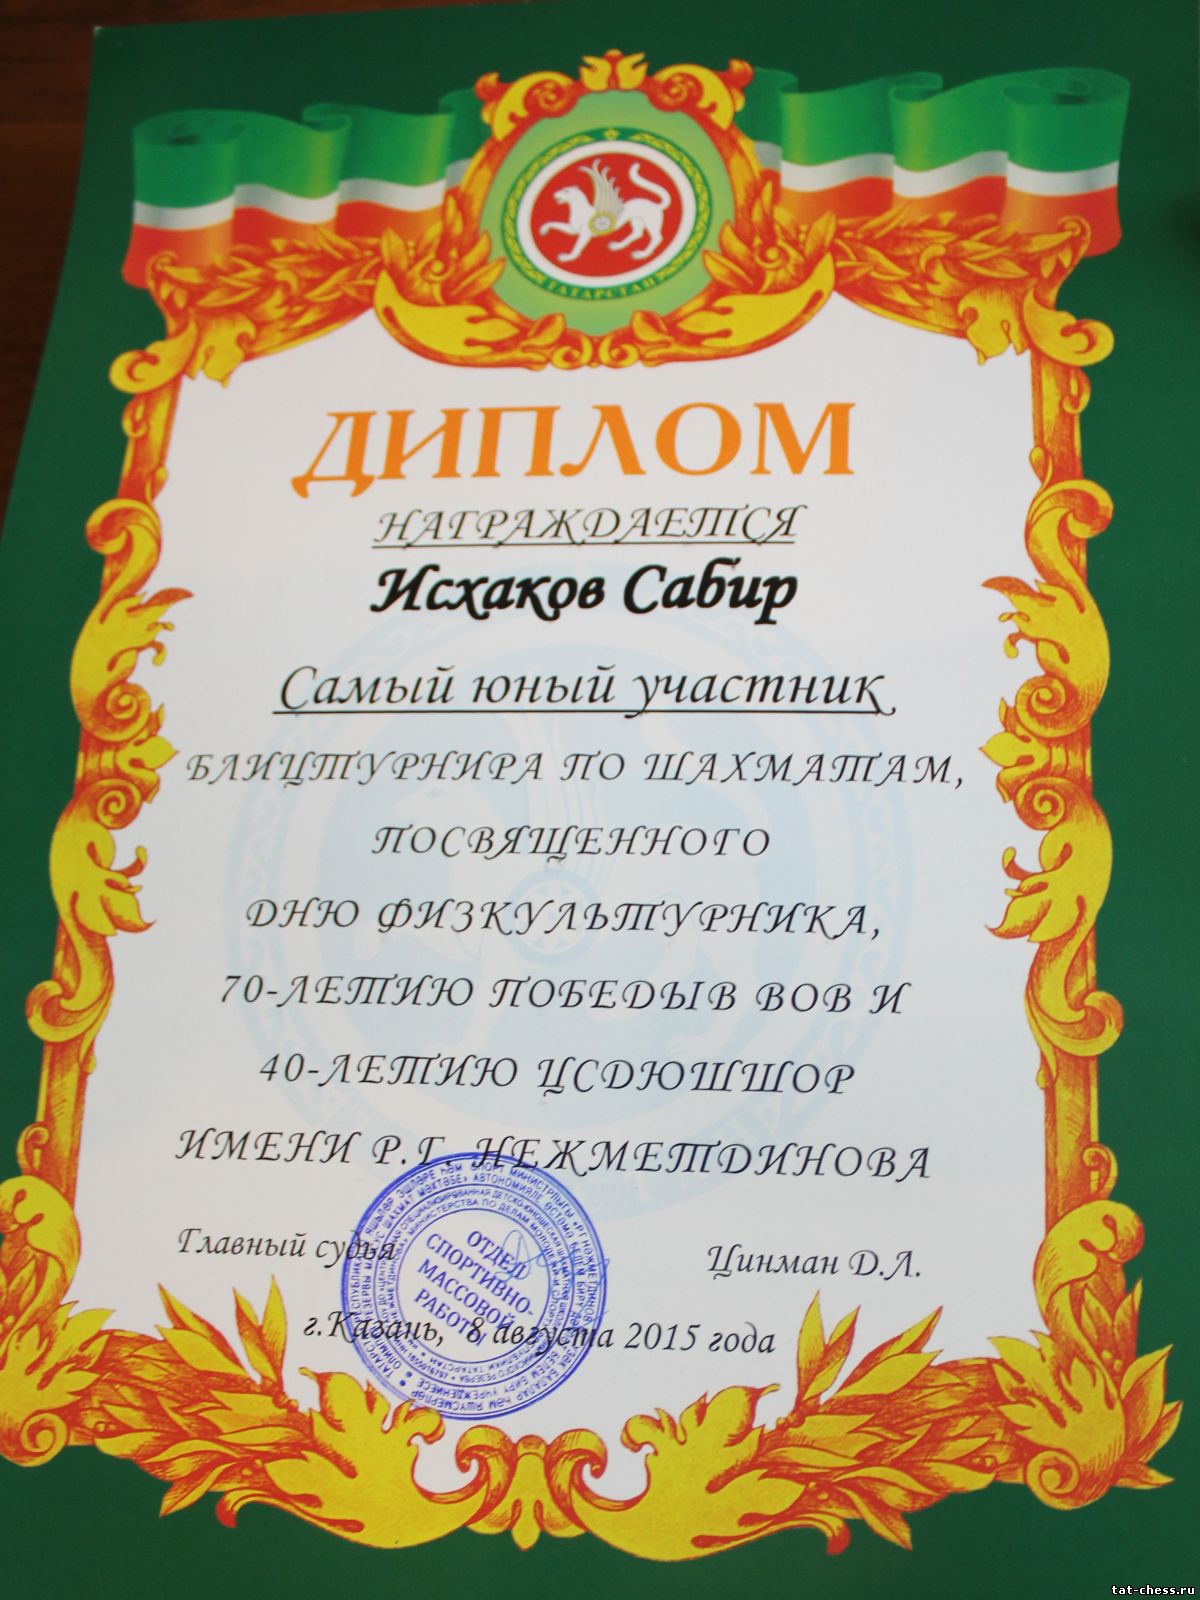 ТАТАРСТАН
ДИПЛОМ
НАГРАЖДАЕТСЯ
Исхаков Сабир
Самый юный участник
БЛИЦТУРНИРА ПО ШАХМАТАМ,
ПОСВЯЩЕННОГО
ДНЮ ФИЗКУЛЬТУРНИКА,
70-ЛЕТИЮ ПОБЕДЫ В ВОВ И
40-ЛЕТИЮ ЦСДЮШШОР
ИМЕНИ Р.Г. НЕЖМЕТДИНОВА
Главный судья
Цинман Д.Л.
ОТДЕЛ
СПОРТИВНО-
МАССОВОЙ
РАБОТЫ
г.Казань, 8 августа 2015 года
tat-chess.ru